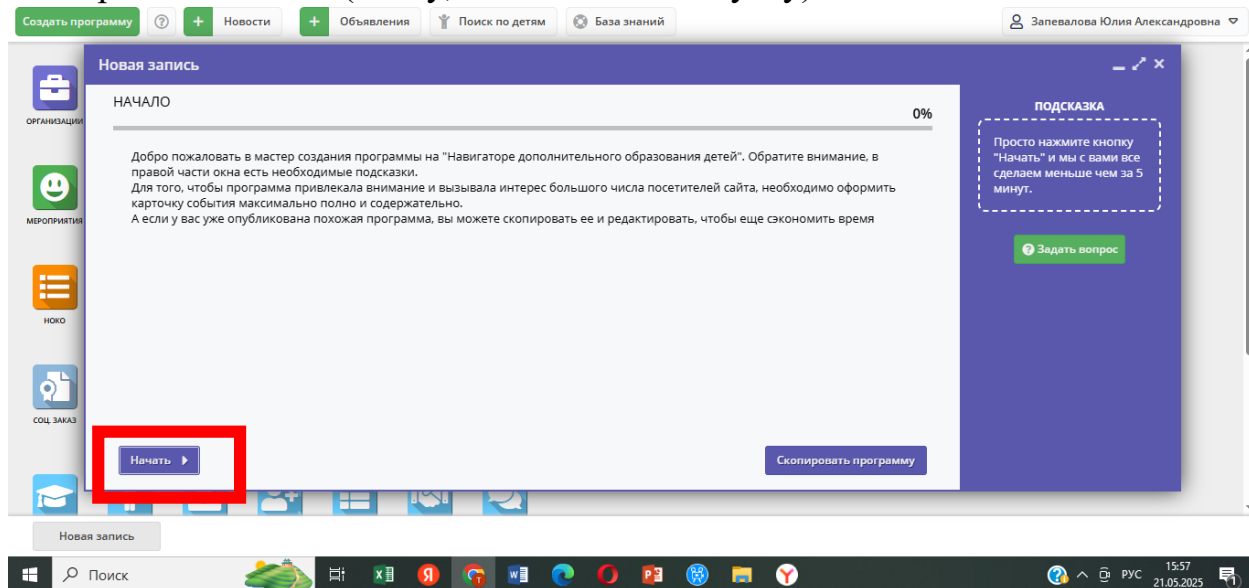 Создать программу
Новости
Объявления
Поиск по детям
База знаний
Запевалова Юлия Александровна
Новая запись
ОРГАНИЗАЦИИ
МЕРОПРИЯТИЯ
НОКО
СОЦ. ЗАКАЗ
НАЧАЛО
0%
Добро пожаловать в мастер создания программы на "Навигаторе дополнительного образования детей". Обратите внимание, в
правой части окна есть необходимые подсказки.
Для того, чтобы программа привлекала внимание и вызывала интерес большого числа посетителей сайта, необходимо оформить
карточку события максимально полно и содержательно.
А если у вас уже опубликована похожая программа, вы можете скопировать ее и редактировать, чтобы еще сэкономить время
Начать
Скопировать программу
ПОДСКАЗКА
Просто нажмите кнопку
"Начать" и мы с вами все
сделаем меньше чем за 5
минут.
Задать вопрос
Новая запись
Поиск
РУС
15:57
21.05.2025